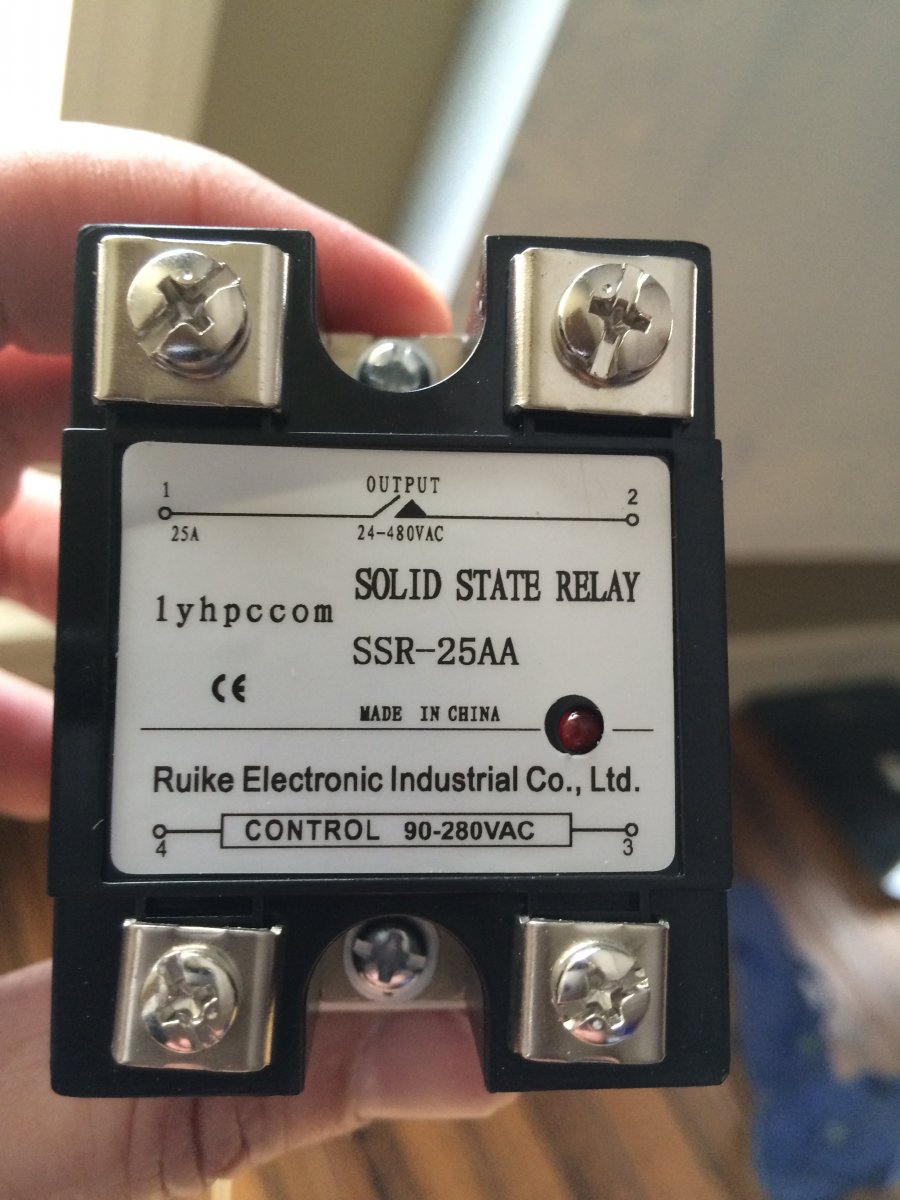 OUTPUT
1 2
25A 24-480VAC
SOLID STATE RELAY
lyhpccom
SSR-25AA
CE
MADE IN CHINA
Ruike Electronic Industrial Co., Ltd.
CONTROL 90-280VAC
4 3